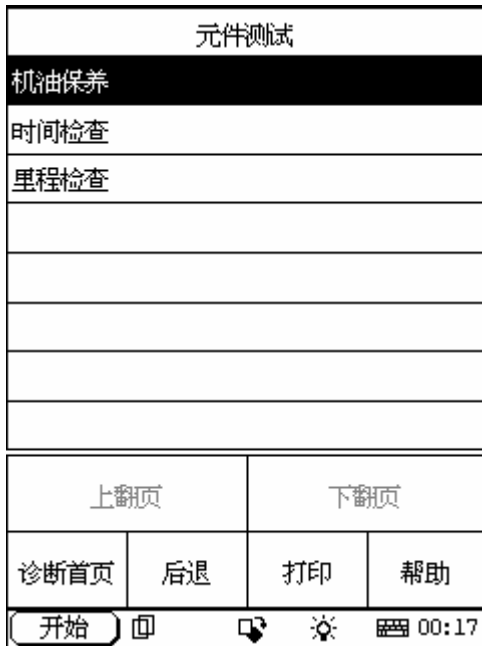 元件测试
机油保养
时间检查
里程检查
上翻页 下翻页
诊断首页 后退 打印 帮助
开始 00:17